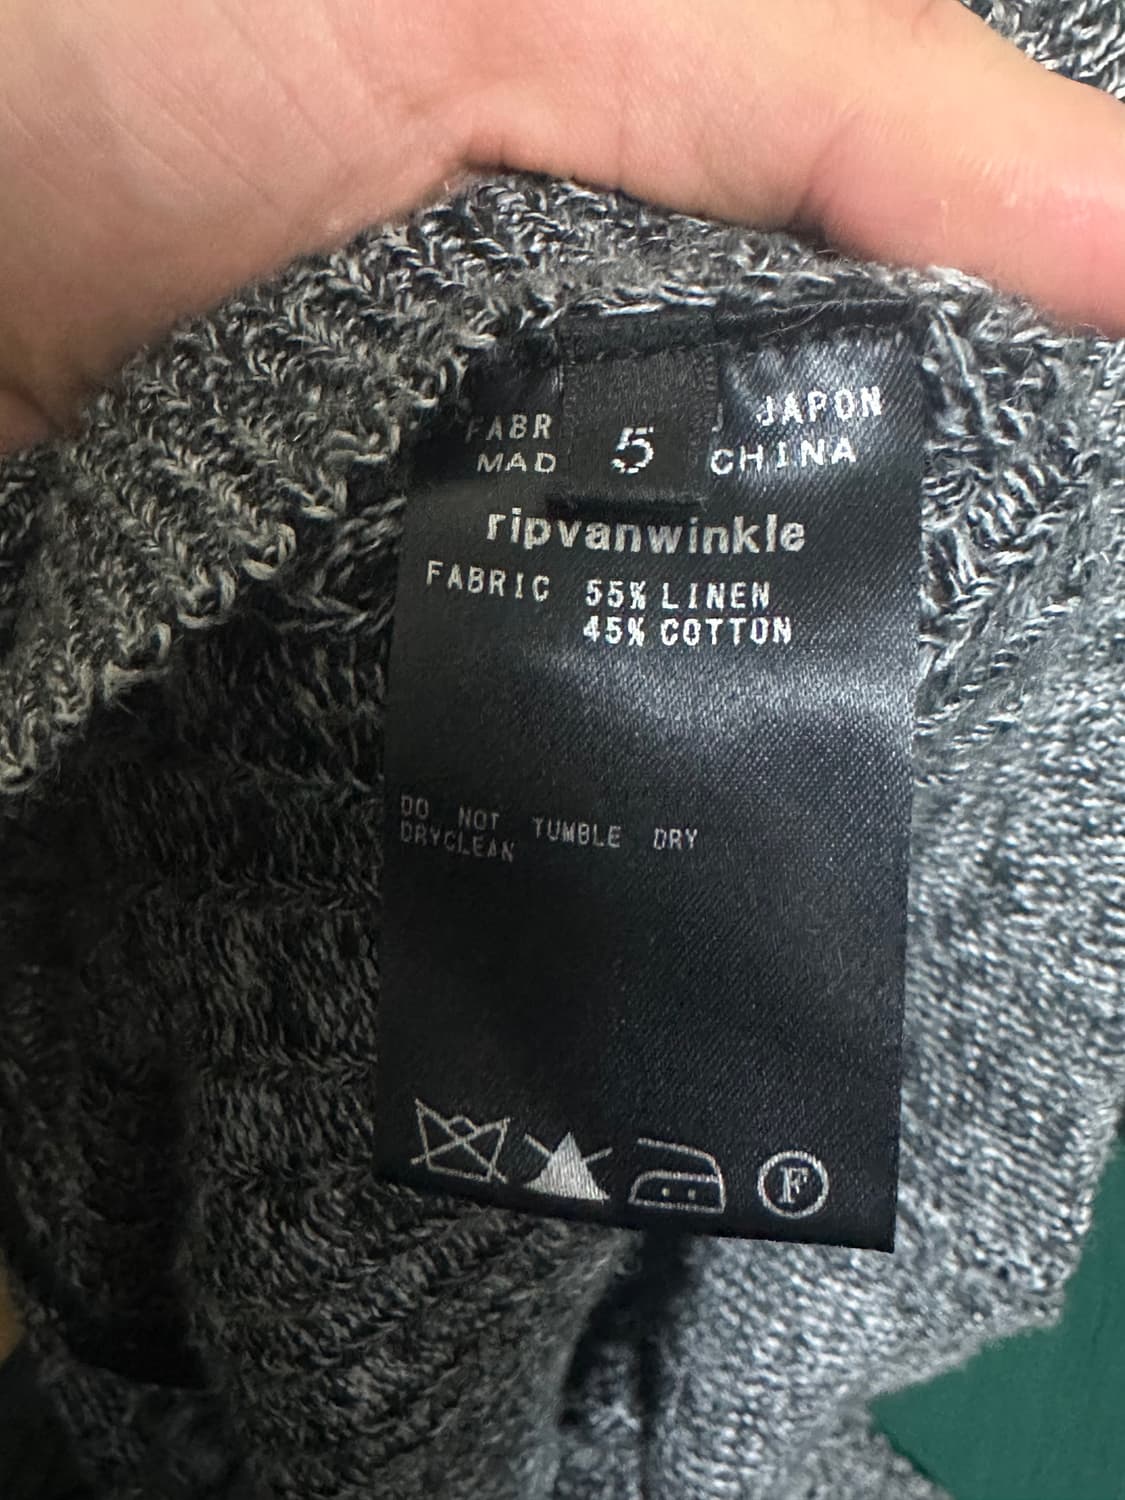 FABR 5 JAPON
MAD CHINA
ripvanwinkle
FABRIC 55% LINEN
45% COTTON
DO NOT TUMBLE DRY
DRYCLEAN
F